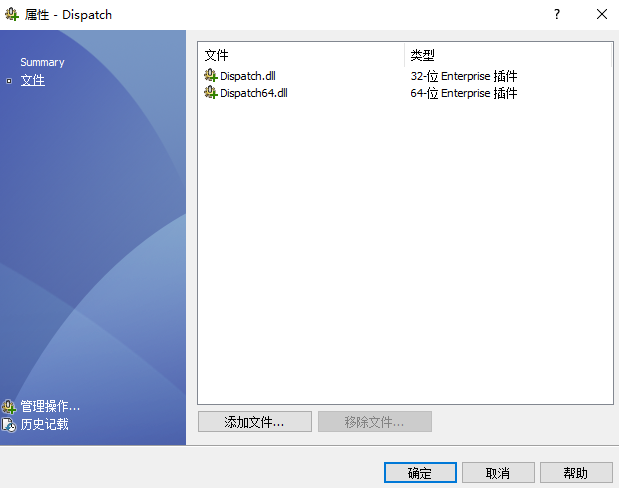 属性 - Dispatch
?
Summary
文件
管理操作...
历史记载
文件 类型
Dispatch.dll 32-位 Enterprise 插件
Dispatch64.dll 64-位 Enterprise 插件
添加文件... 移除文件...
确定 取消 帮助